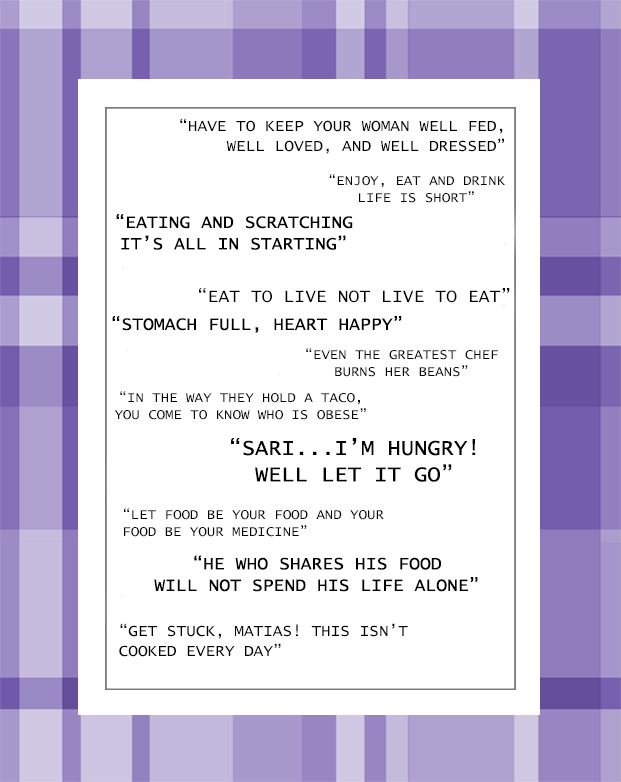 “HAVE TO KEEP YOUR WOMAN WELL FED,
WELL LOVED, AND WELL DRESSED”
“ENJOY, EAT AND DRINK
LIFE IS SHORT”
“EATING AND SCRATCHING
IT’S ALL IN STARTING”
“EAT TO LIVE NOT LIVE TO EAT”
“STOMACH FULL, HEART HAPPY”
“EVEN THE GREATEST CHEF
BURNS HER BEANS”
“IN THE WAY THEY HOLD A TACO,
YOU COME TO KNOW WHO IS OBESE”
“SARI...I’M HUNGRY!
WELL LET IT GO”
“LET FOOD BE YOUR FOOD AND YOUR
FOOD BE YOUR MEDICINE”
“HE WHO SHARES HIS FOOD
WILL NOT SPEND HIS LIFE ALONE”
“GET STUCK, MATIAS! THIS ISN’T
COOKED EVERY DAY”